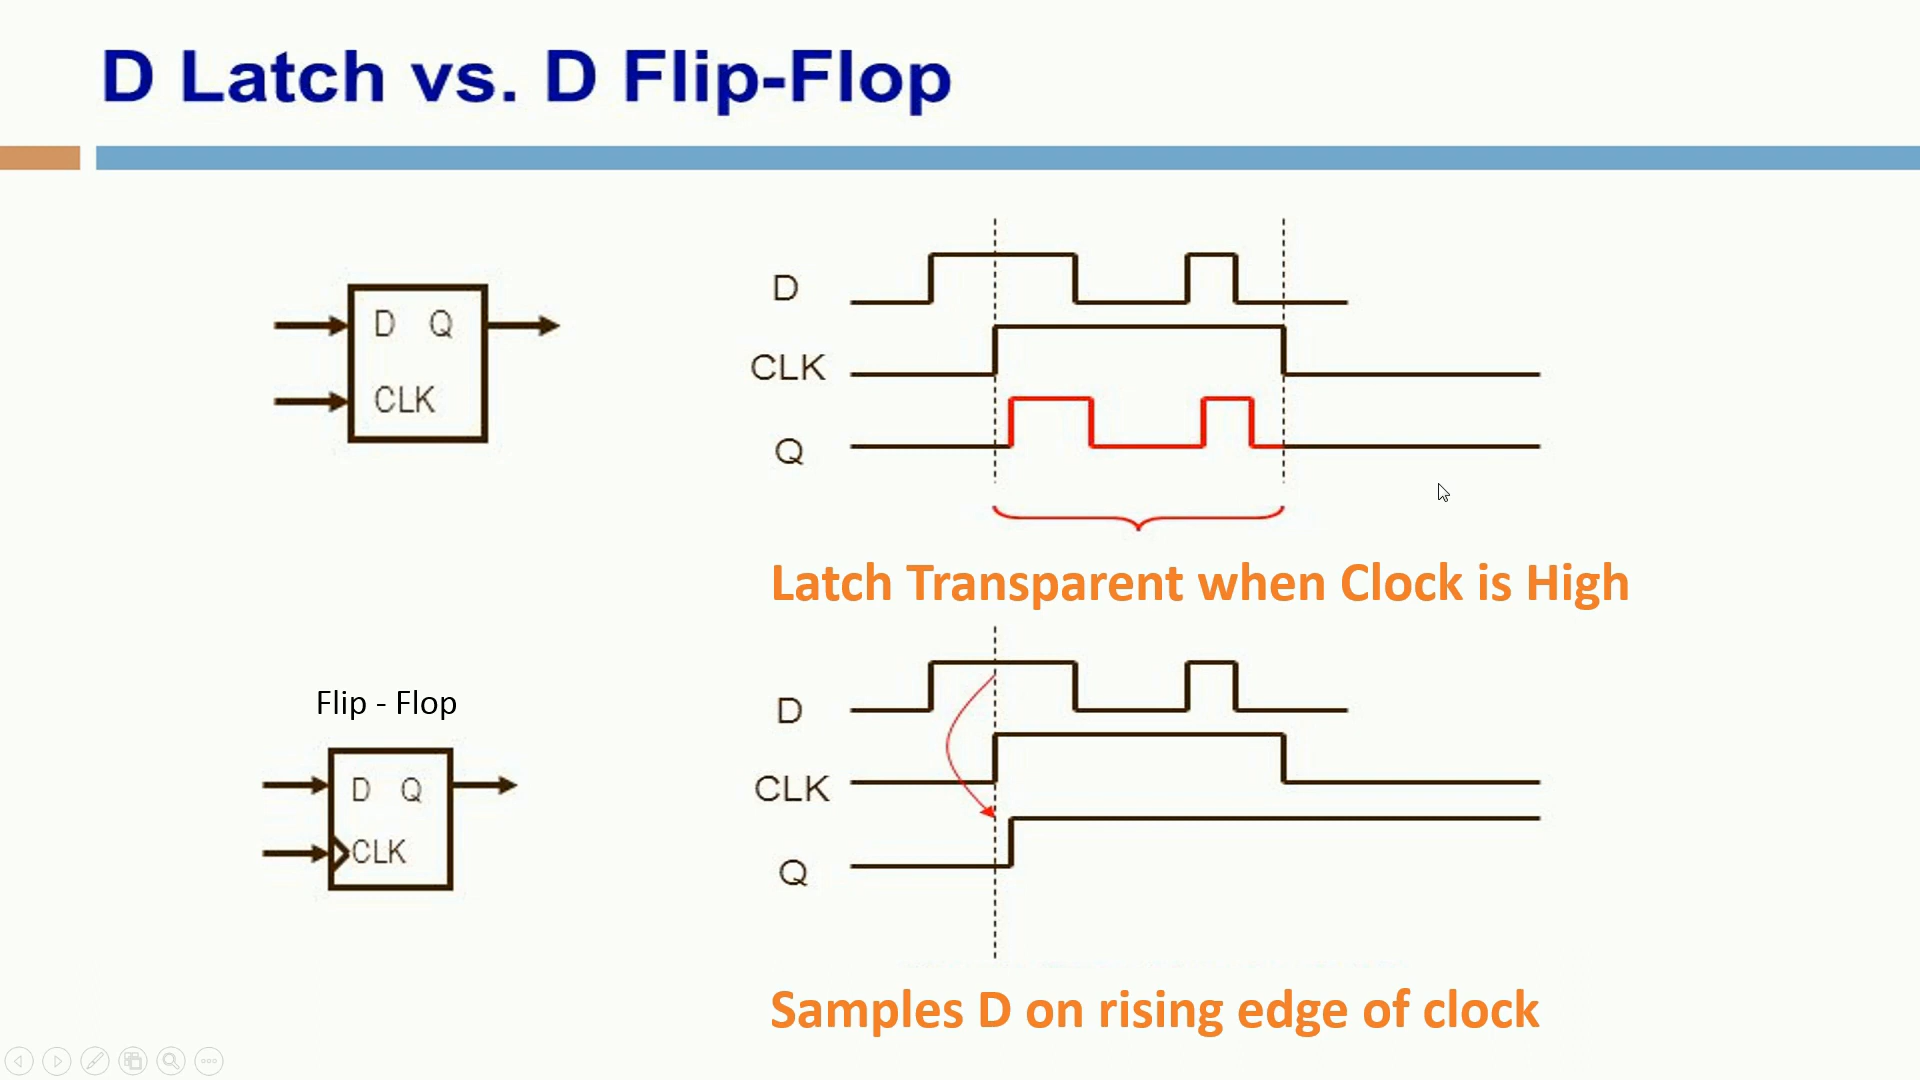 D Latch vs. D Flip-Flop
D Q
CLK
D
CLK
Q
Latch Transparent when Clock is High
Flip - Flop
D Q
CLK
D
CLK
Q
Samples D on rising edge of clock